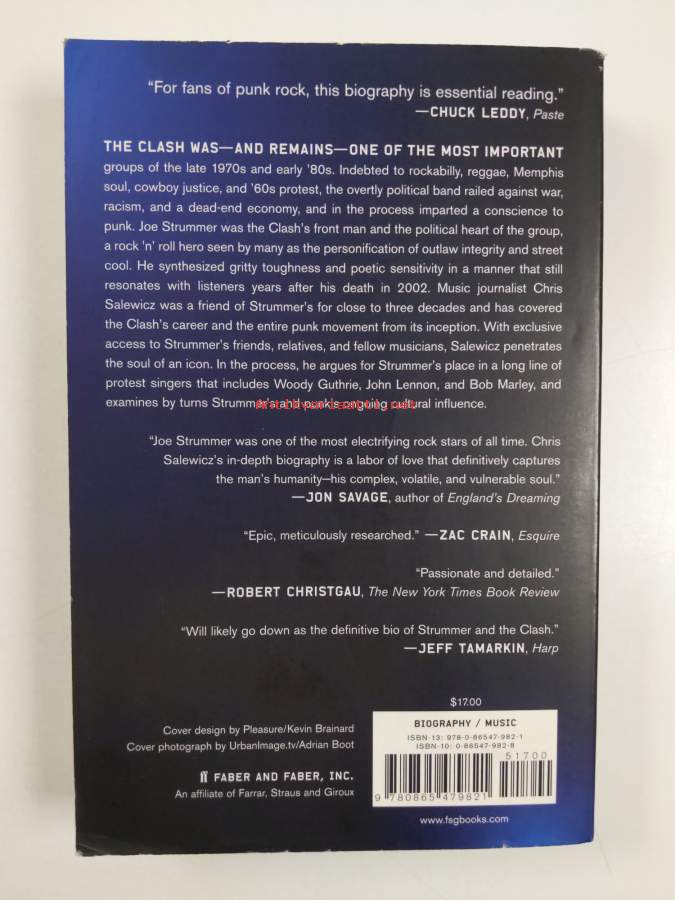 “For fans of punk rock, this biography is essential reading.”
—CHUCK LEDDY, Paste
THE CLASH WAS—AND REMAINS—ONE OF THE MOST IMPORTANT
groups of the late 1970s and early ’80s. Indebted to rockabilly, reggae, Memphis
soul, cowboy justice, and ’60s protest, the overtly political band railed against war,
racism, and a dead-end economy, and in the process imparted a conscience to
punk. Joe Strummer was the Clash’s front man and the political heart of the group,
a rock ’n’ roll hero seen by many as the personification of outlaw integrity and street
cool. He synthesized gritty toughness and poetic sensitivity in a manner that still
resonates with listeners years after his death in 2002. Music journalist Chris
Salewicz was a friend of Strummer’s for close to three decades and has covered
the Clash’s career and the entire punk movement from its inception. With exclusive
access to Strummer’s friends, relatives, and fellow musicians, Salewicz penetrates
the soul of an icon. In the process, he argues for Strummer’s place in a long line of
protest singers that includes Woody Guthrie, John Lennon, and Bob Marley, and
examines by turns Strummer’s and punk’s ongoing cultural influence.
Antikvariaatti.net
“Joe Strummer was one of the most electrifying rock stars of all time. Chris
Salewicz’s in-depth biography is a labor of love that definitively captures
the man’s humanity—his complex, volatile, and vulnerable soul.”
—JON SAVAGE, author of England’s Dreaming
“Epic, meticulously researched.” —ZAC CRAIN, Esquire
“Passionate and detailed.”
—ROBERT CHRISTGAU, The New York Times Book Review
“Will likely go down as the definitive bio of Strummer and the Clash.”
—JEFF TAMARKIN, Harp
$17.00
BIOGRAPHY / MUSIC
ISBN-13: 978-0-86547-982-1
ISBN-10: 0-86547-982-8
51700
9 780865 479821
www.fsgbooks.com
Cover design by Pleasure/Kevin Brainard
Cover photograph by UrbanImage.tv/Adrian Boot
FABER AND FABER, INC.
An affiliate of Farrar, Straus and Giroux